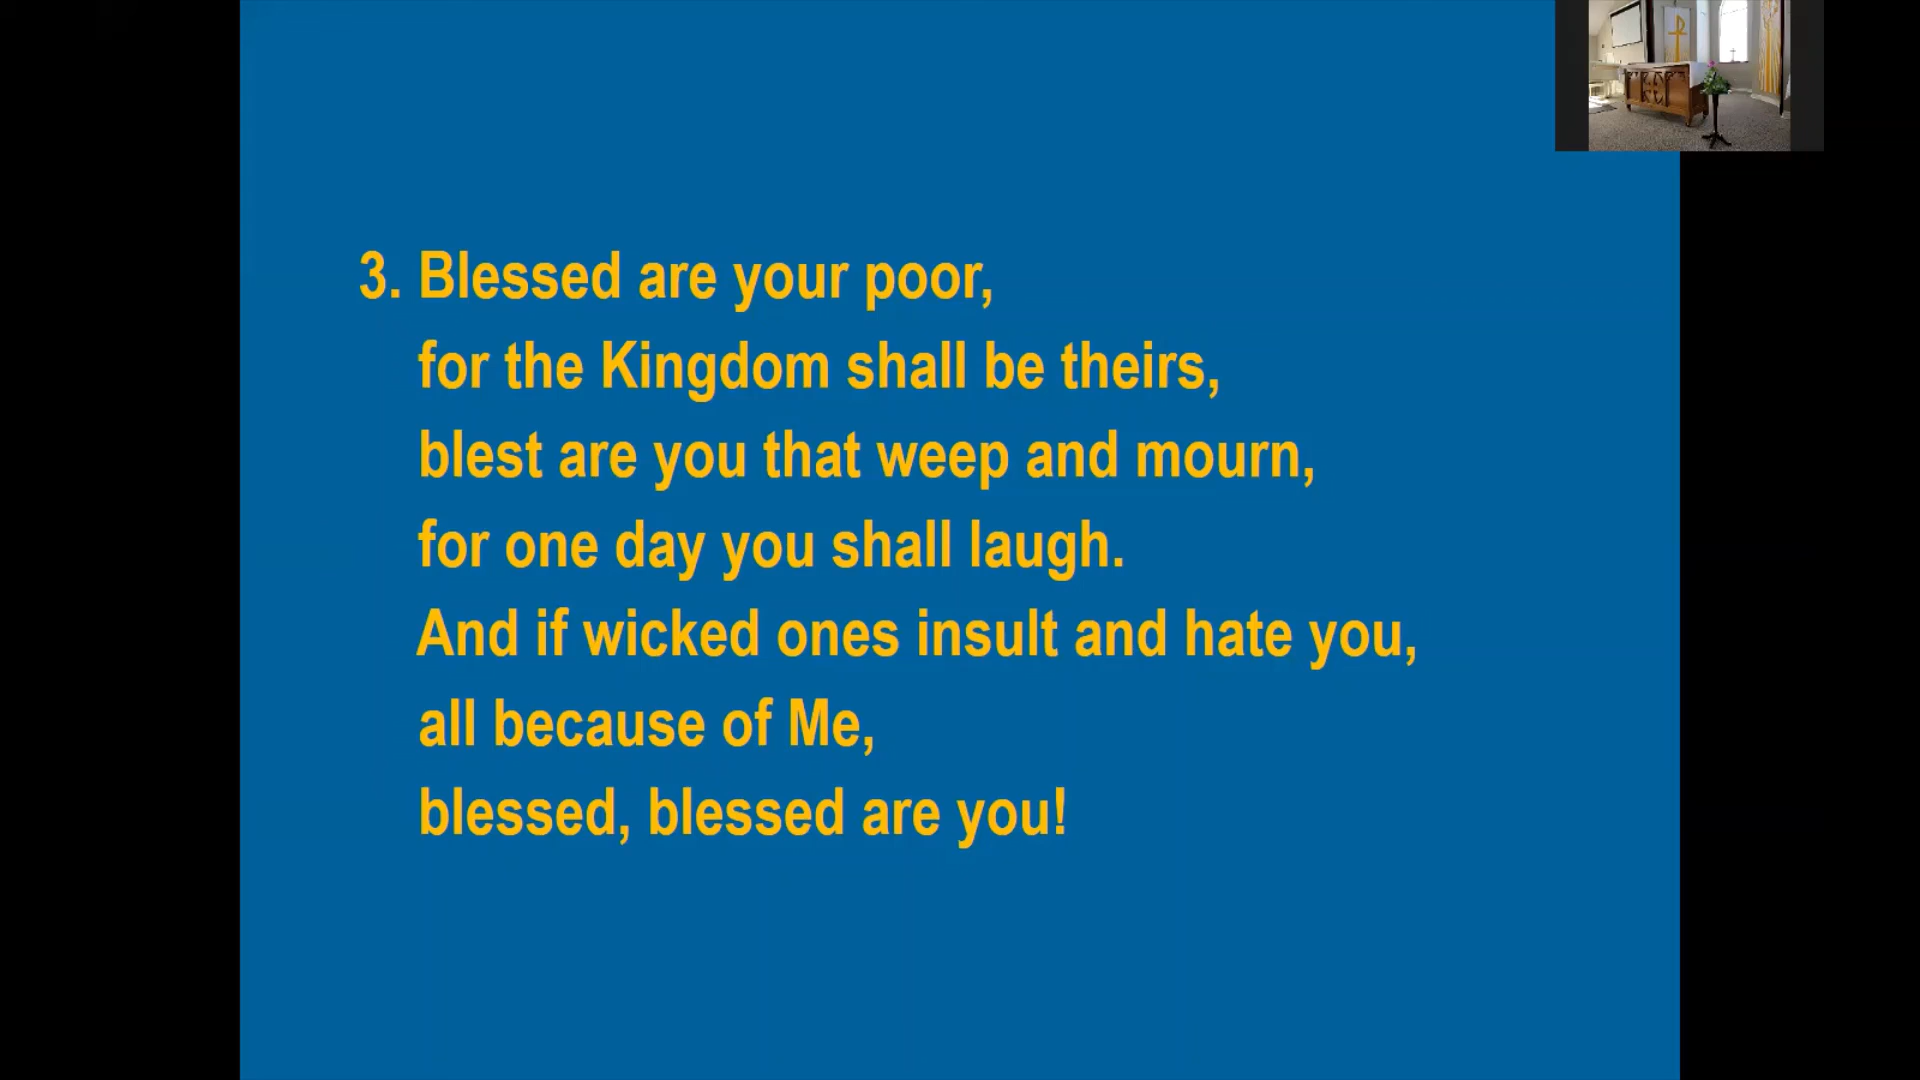 3. Blessed are your poor,
for the Kingdom shall be theirs,
blest are you that weep and mourn,
for one day you shall laugh.
And if wicked ones insult and hate you,
all because of Me,
blessed, blessed are you!